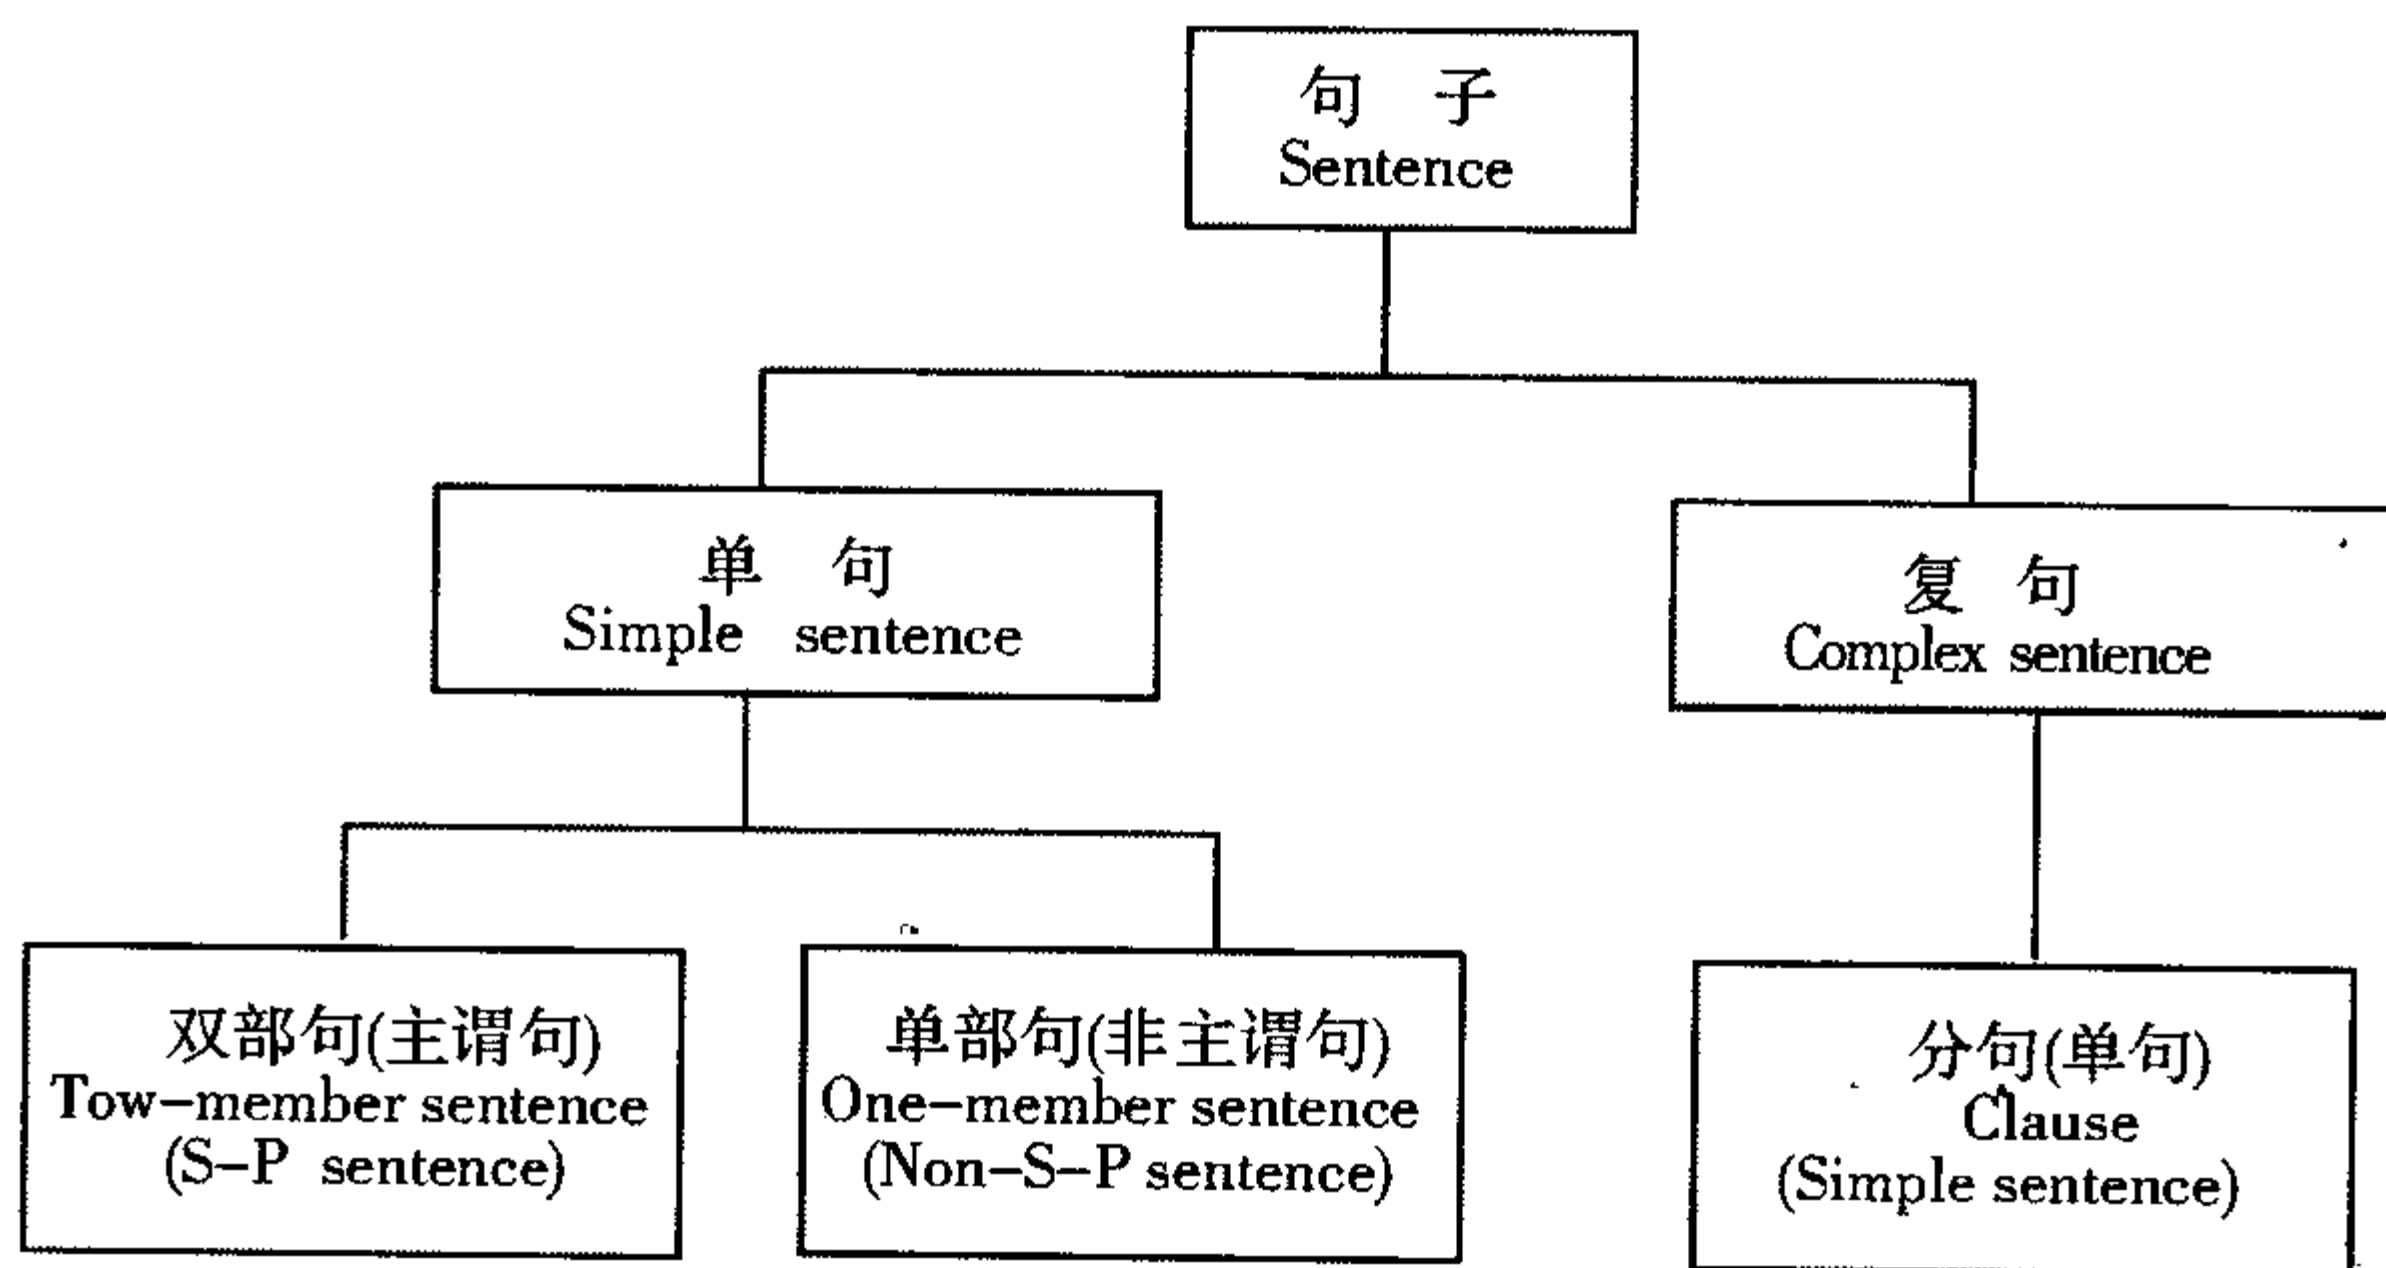 句 子
Sentence
单 句
Simple sentence
复 句
Complex sentence
双部句(主谓句)
Tow-member sentence
(S-P sentence)
单部句(非主谓句)
One-member sentence
(Non-S-P sentence)
分句(单句)
Clause
(Simple sentence)